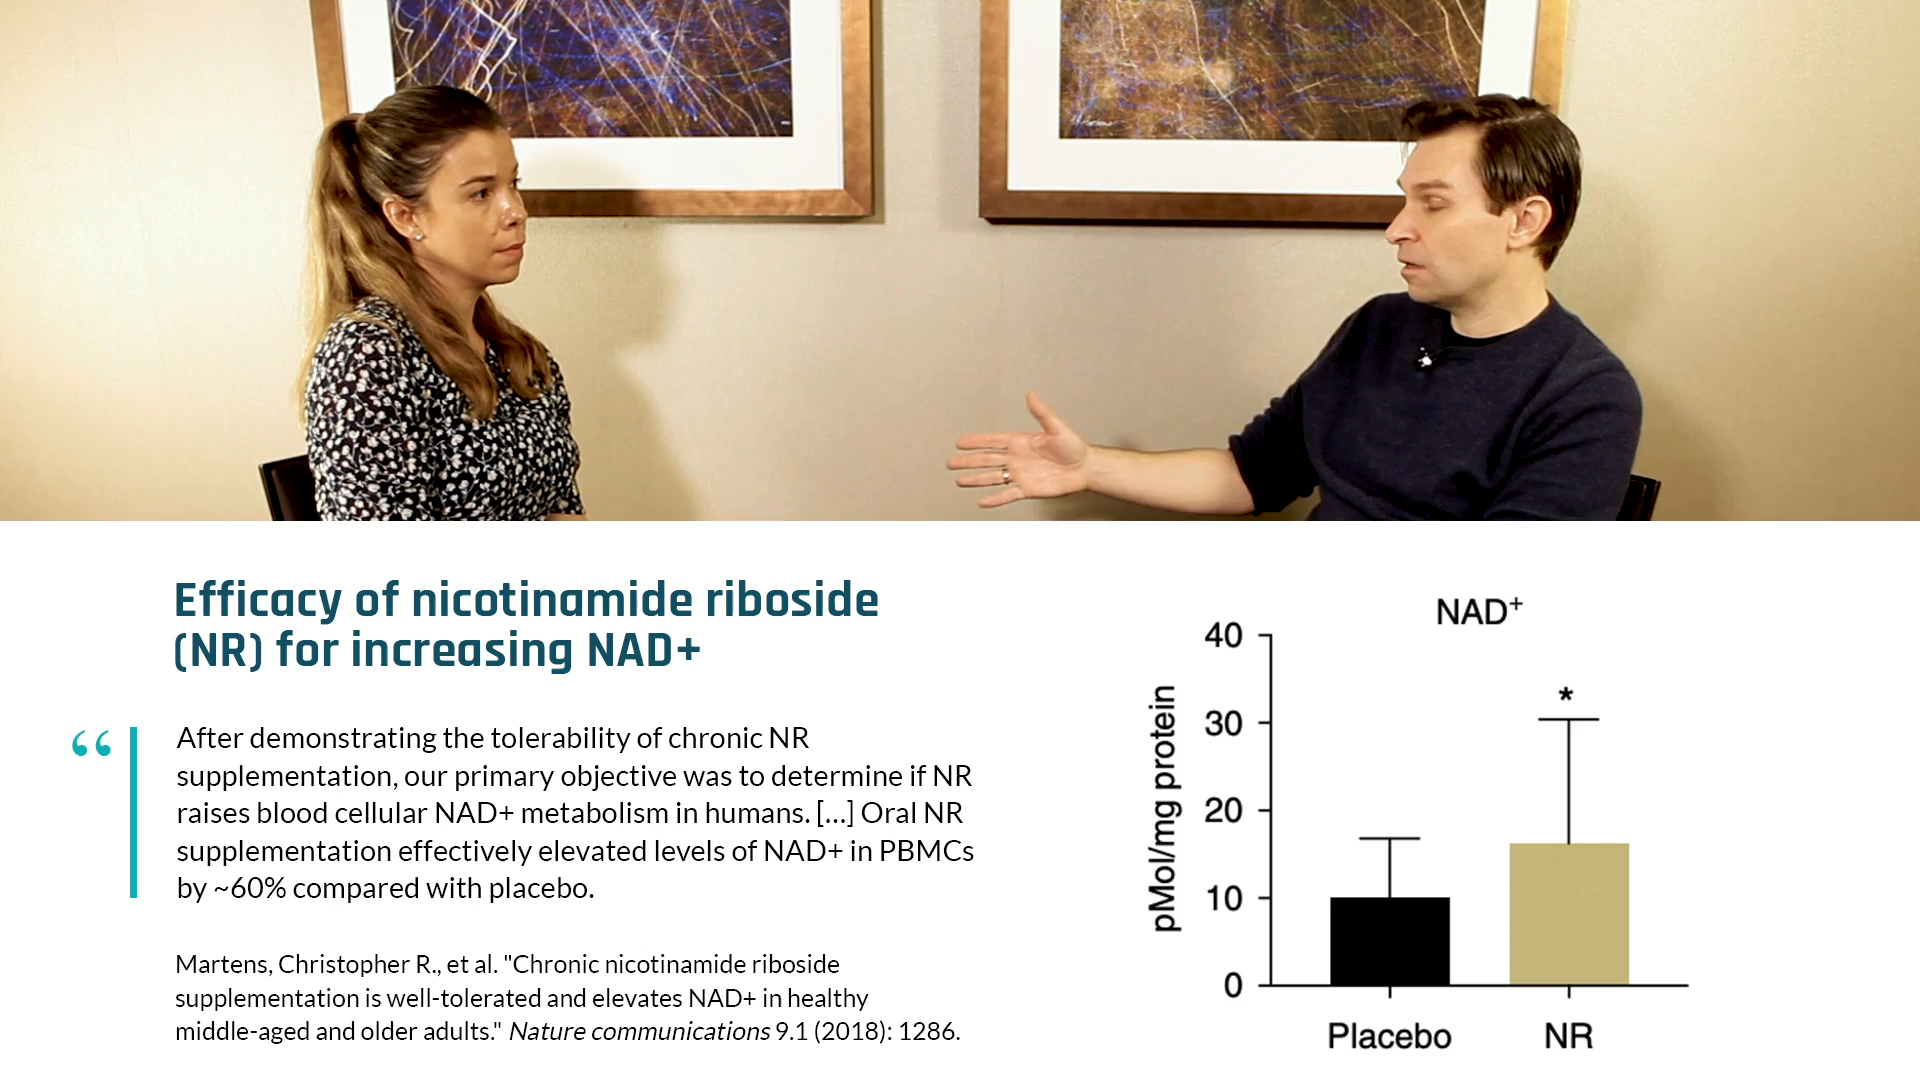 Efficacy of nicotinamide riboside
(NR) for increasing NAD+
“
After demonstrating the tolerability of chronic NR
supplementation, our primary objective was to determine if NR
raises blood cellular NAD+ metabolism in humans. [...] Oral NR
supplementation effectively elevated levels of NAD+ in PBMCs
by ~60% compared with placebo.
Martens, Christopher R., et al. "Chronic nicotinamide riboside
supplementation is well-tolerated and elevates NAD+ in healthy
middle-aged and older adults." Nature communications 9.1 (2018): 1286.
NAD⁺
pMol/mg protein
40
30
20
10
0
*
Placebo
NR